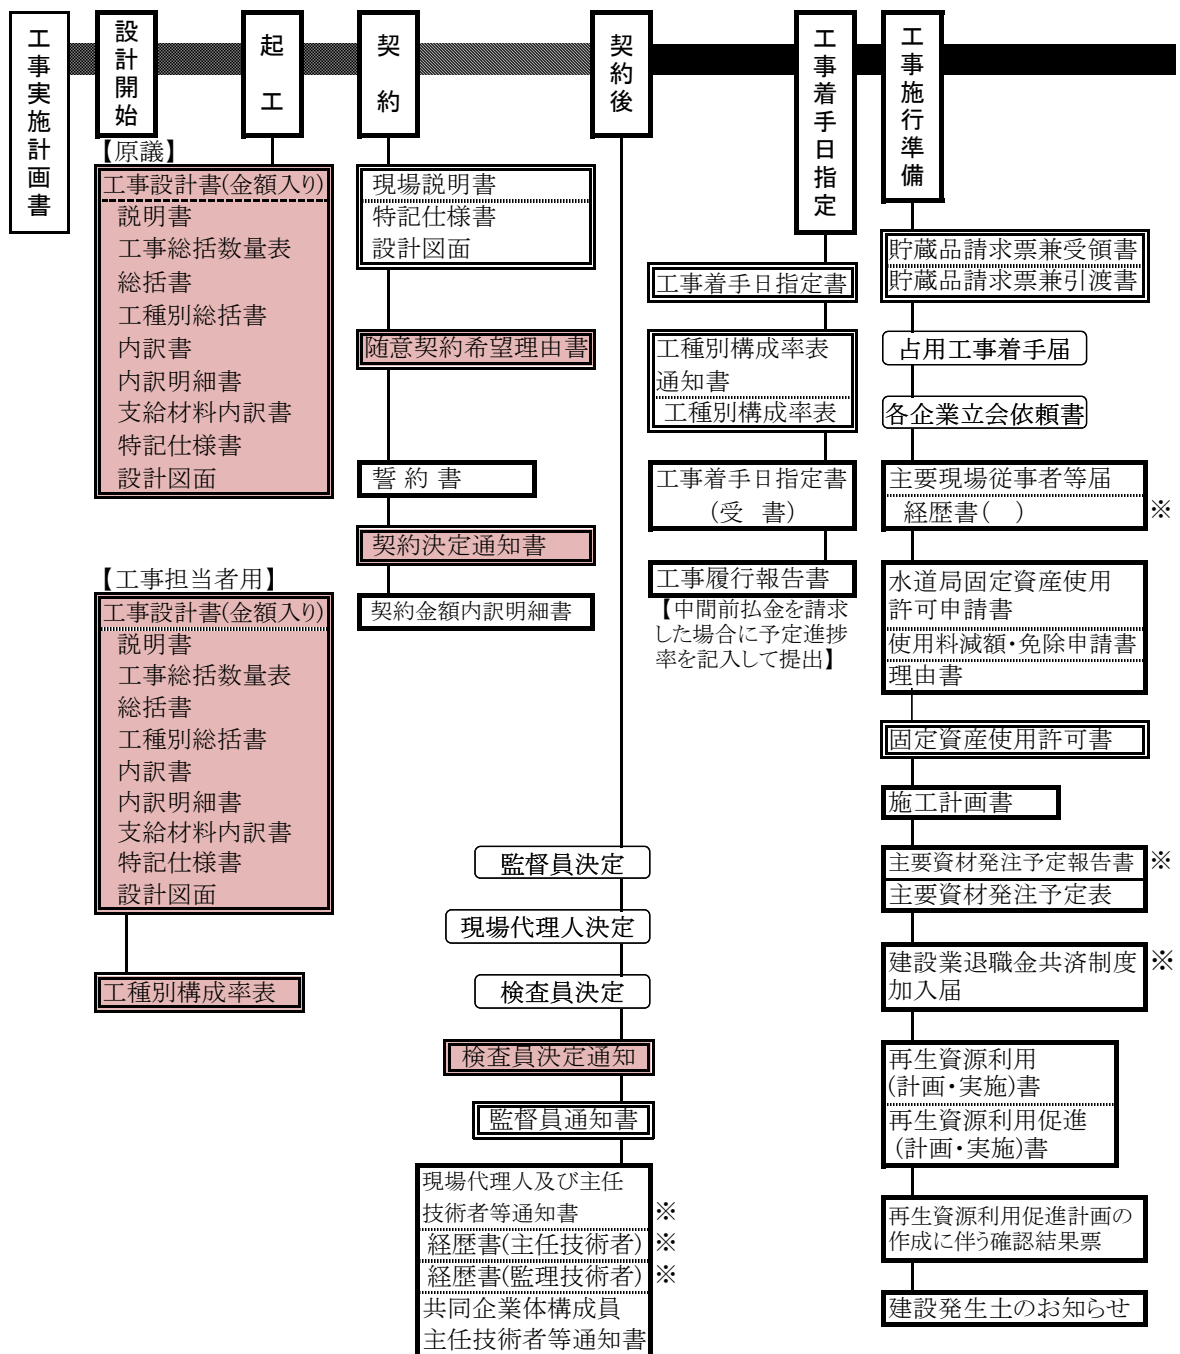 工事実施計画書
設計開始
起工
契約
契約後
工事着手日指定
工事施行準備
【原議】
工事設計書(金額入り)
説明書
工事総括数量表
総括書
工種別総括書
内訳書
内訳明細書
支給材料内訳書
特記仕様書
設計図面
【工事担当者用】
工事設計書(金額入り)
説明書
工事総括数量表
総括書
工種別総括書
内訳書
内訳明細書
支給材料内訳書
特記仕様書
設計図面
工種別構成率表
現場説明書
特記仕様書
設計図面
随意契約希望理由書
誓 約 書
契約決定通知書
契約金額内訳明細書
監督員決定
現場代理人決定
検査員決定
検査員決定通知
監督員通知書
現場代理人及び主任
技術者等通知書 ※
経歴書(主任技術者) ※
経歴書(監理技術者) ※
共同企業体構成員
主任技術者等通知書
工事着手日指定書
工種別構成率表
通知書
工種別構成率表
工事着手日指定書
(受 書)
工事履行報告書
【中間前払金を請求
した場合に予定進捗
率を記入して提出】
貯蔵品請求票兼受領書
貯蔵品請求票兼引渡書
占用工事着手届
各企業立会依頼書
主要現場従事者等届
経歴書( ) ※
水道局固定資産使用
許可申請書
使用料減額・免除申請書
理由書
固定資産使用許可書
施工計画書
主要資材発注予定報告書 ※
主要資材発注予定表
建設業退職金共済制度 ※
加入届
再生資源利用
(計画・実施)書
再生資源利用促進
(計画・実施)書
再生資源利用促進計画の
作成に伴う確認結果票
建設発生土のお知らせ